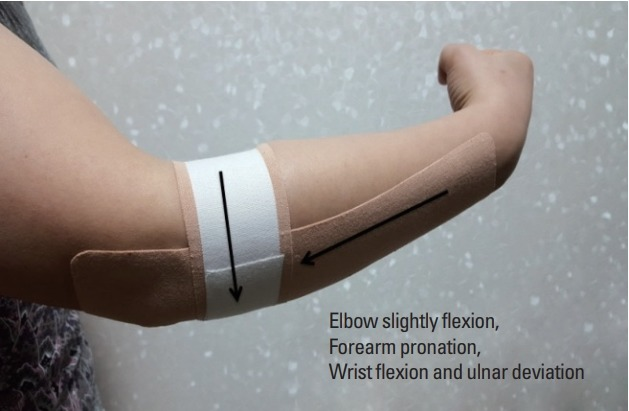 Elbow slightly flexion,
Forearm pronation,
Wrist flexion and ulnar deviation